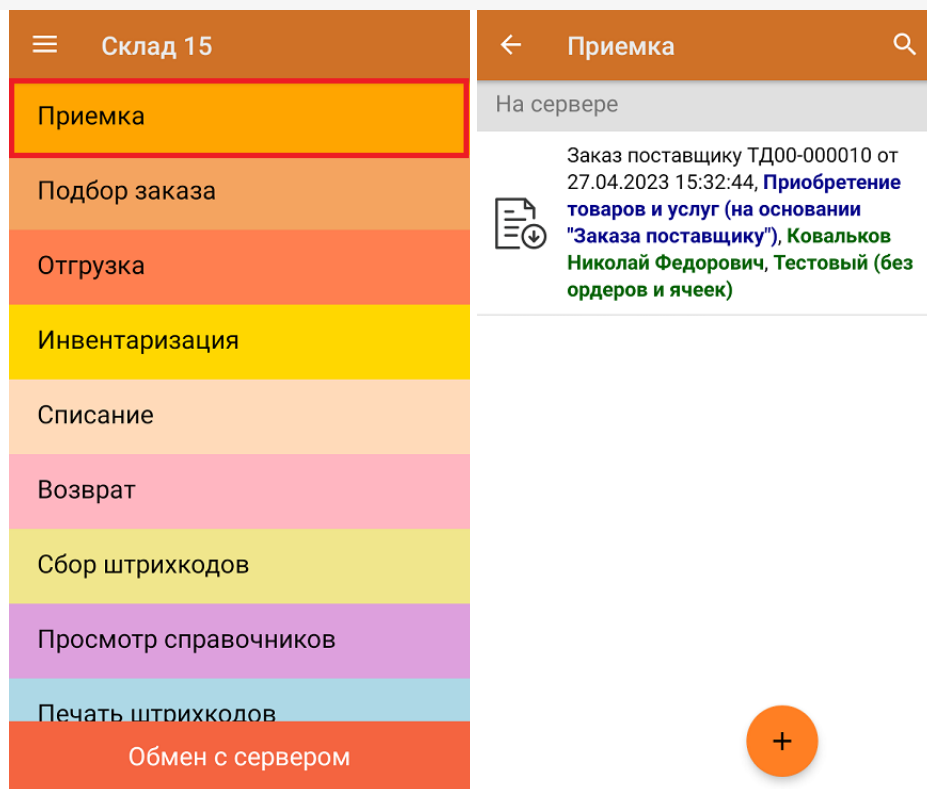 Склад 15
Приемка
Подбор заказа
Отгрузка
Инвентаризация
Списание
Возврат
Сбор штрихкодов
Просмотр справочников
Печать штрихкодов
Обмен с сервером
Приемка
На сервере
Заказ поставщику ТД00-000010 от
27.04.2023 15:32:44, Приобретение
товаров и услуг (на основании
"Заказа поставщику"), Ковальков
Николай Федорович, Тестовый (без
ордеров и ячеек)
+